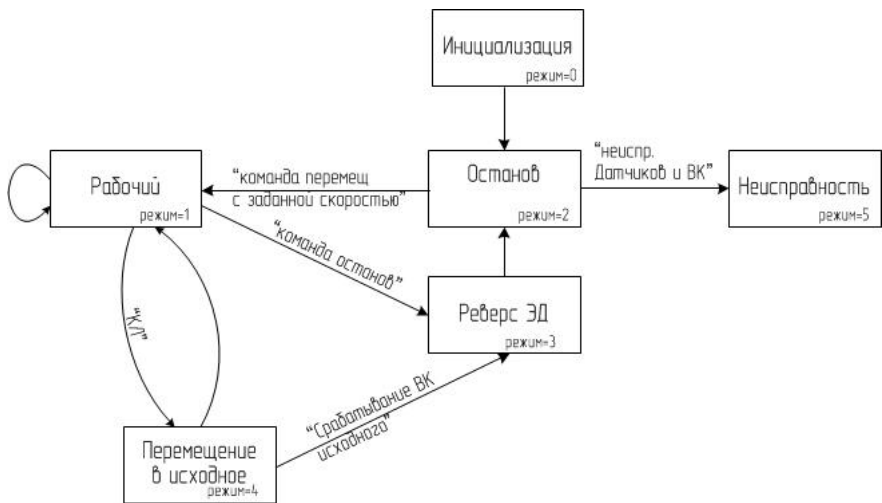 Инициализация
режим=0
Рабочий
режим=1
"команда перемещ
с заданной скоростью"
Останов
режим=2
"неиспр.
Датчиков и ВК"
Неисправность
режим=5
"команда останов"
Реверс ЭД
режим=3
"КЛ"
"Срабатывание ВК
исходного"
Перемещение
в исходное
режим=4